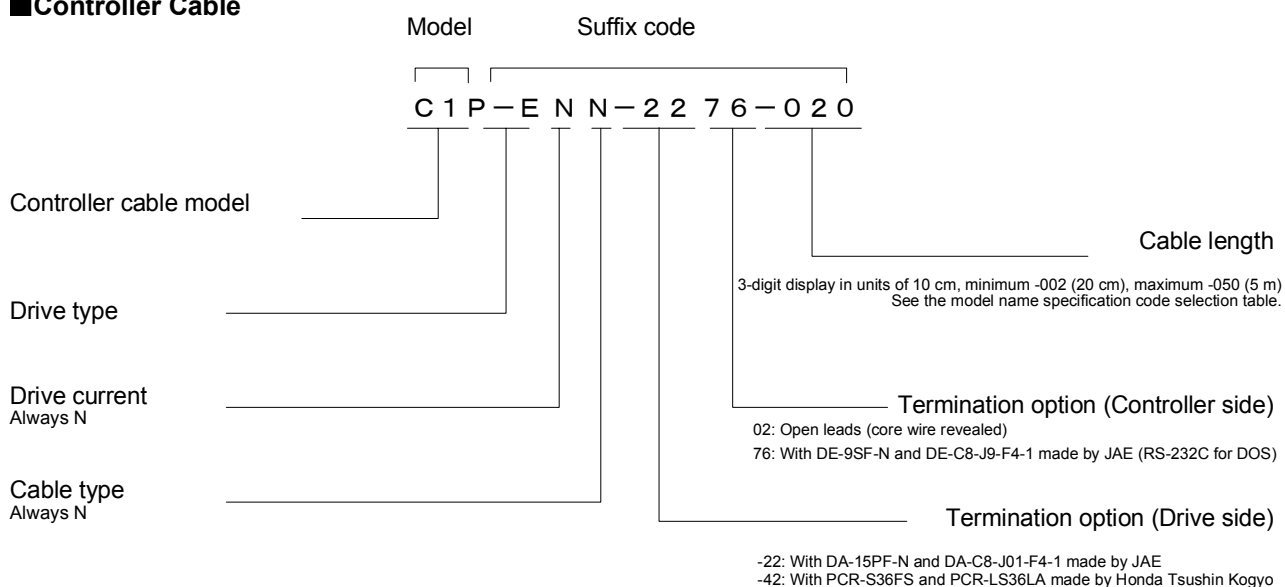 ■Controller Cable
Model Suffix code
C1P-ENN-2276-020
Controller cable model
Cable length
3-digit display in units of 10 cm, minimum -002 (20 cm), maximum -050 (5 m)
See the model name specification code selection table.
Drive type
Drive current
Always N
Termination option (Controller side)
02: Open leads (core wire revealed)
76: With DE-9SF-N and DE-C8-J9-F4-1 made by JAE (RS-232C for DOS)
Cable type
Always N
Termination option (Drive side)
-22: With DA-15PF-N and DA-C8-J01-F4-1 made by JAE
-42: With PCR-S36FS and PCR-LS36LA made by Honda Tsushin Kogyo